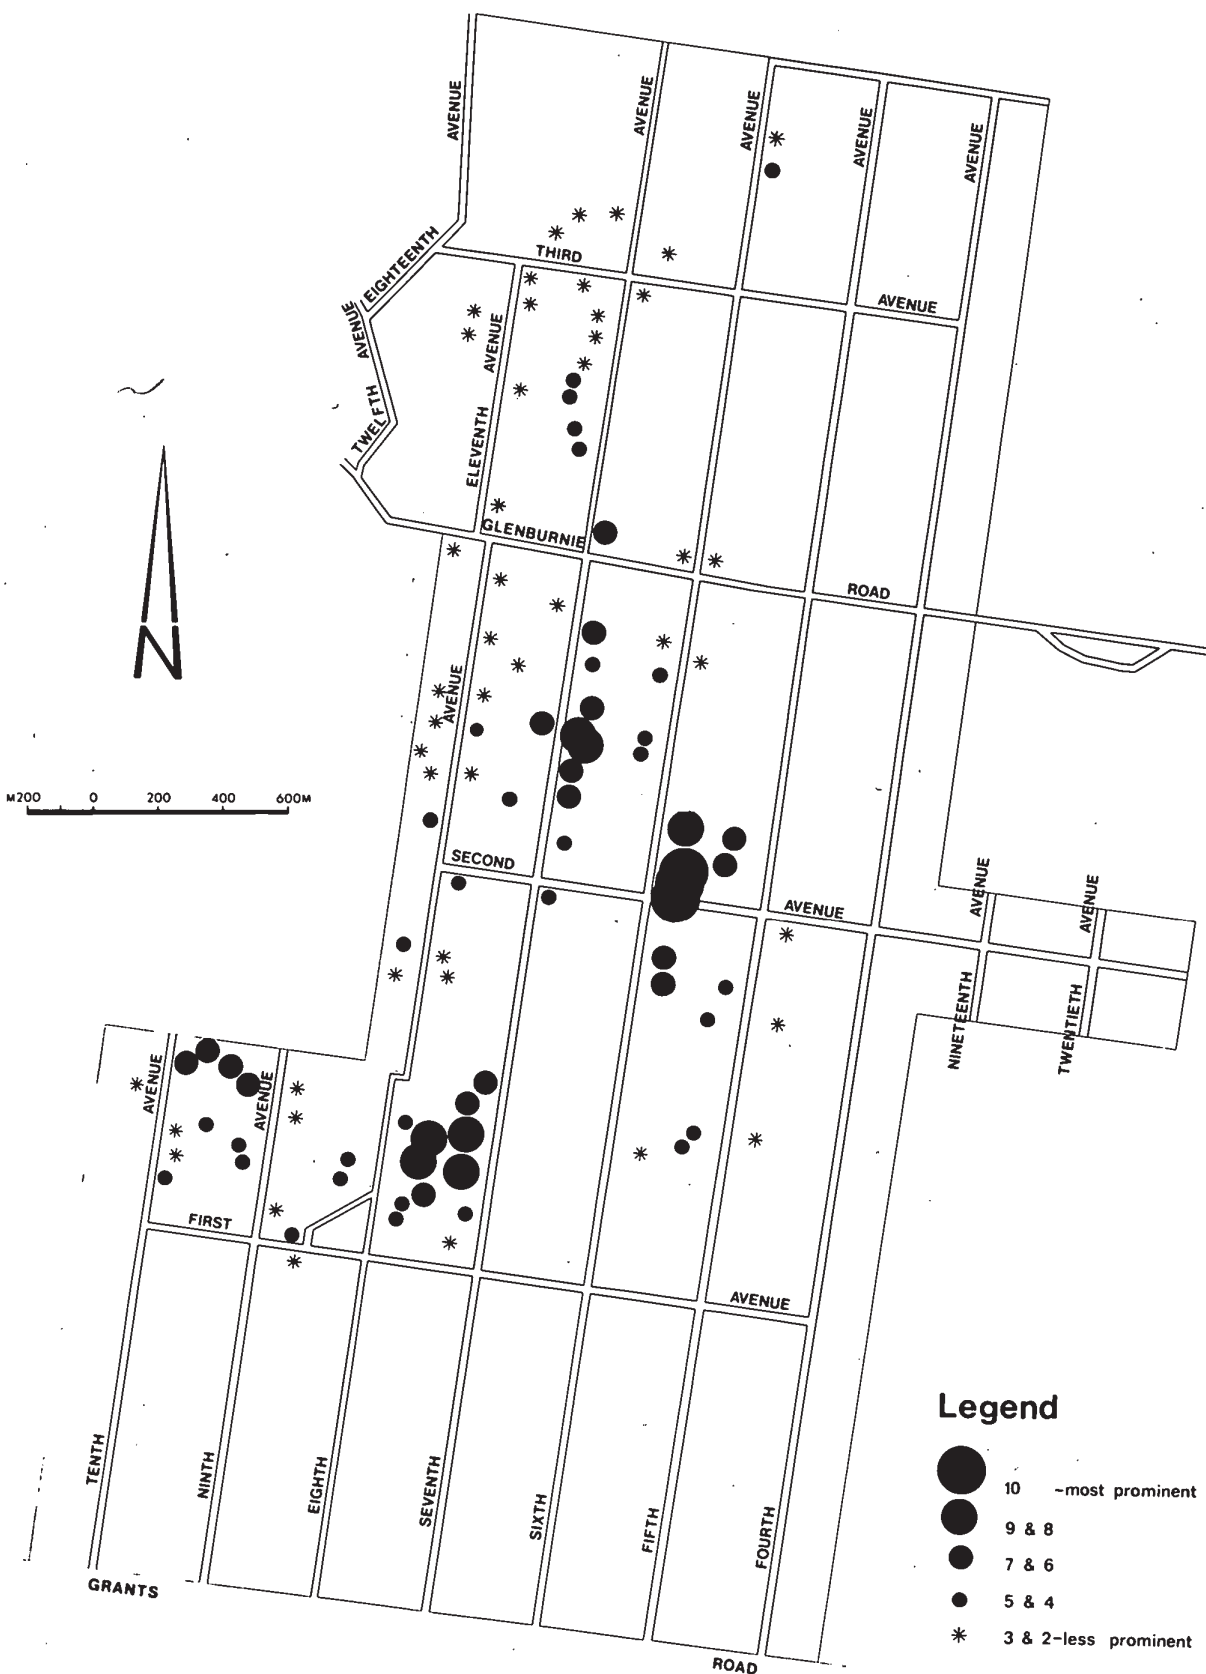 AVENUE
AVENUE
AVENUE
AVENUE
AVENUE
EIGHTEENTH
THIRD
AVENUE
AVENUE
AVENUE
TWELFTH
ELEVENTH
GLENBURNIE
ROAD
AVENUE
N
M200 0 200 400 600M
SECOND
AVENUE
AVENUE
AVENUE
NINETEENTH
TWENTIETH
AVENUE
AVENUE
FIRST
AVENUE
TENTH
NINTH
EIGHTH
SEVENTH
SIXTH
FIFTH
FOURTH
GRANTS
ROAD
Legend
10 -most prominent
9 & 8
7 & 6
5 & 4
3 & 2-less prominent